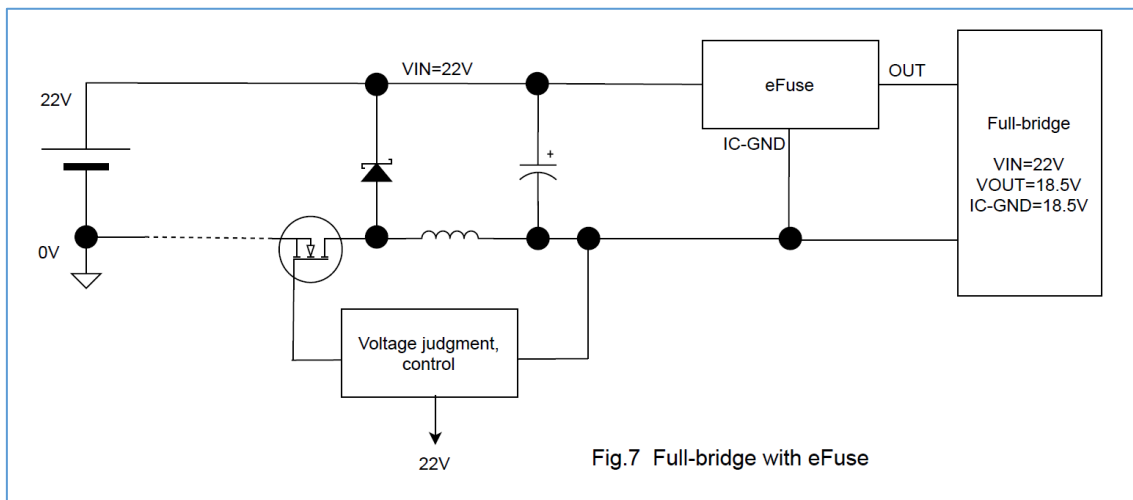 VIN=22V
22V
eFuse
OUT
IC-GND
Full-bridge
VIN=22V
VOUT=18.5V
IC-GND=18.5V
+
0V
Voltage judgment,
control
22V
Fig.7 Full-bridge with eFuse